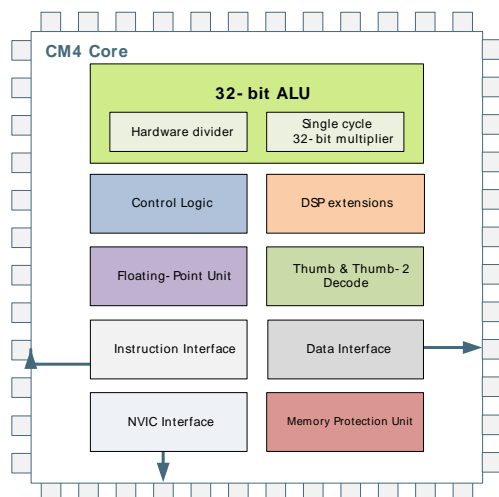 CM4 Core
32-bit ALU
Hardware divider
Single cycle
32-bit multiplier
Control Logic
DSP extensions
Floating-Point Unit
Thumb & Thumb-2
Decode
Instruction Interface
Data Interface
NVIC Interface
Memory Protection Unit